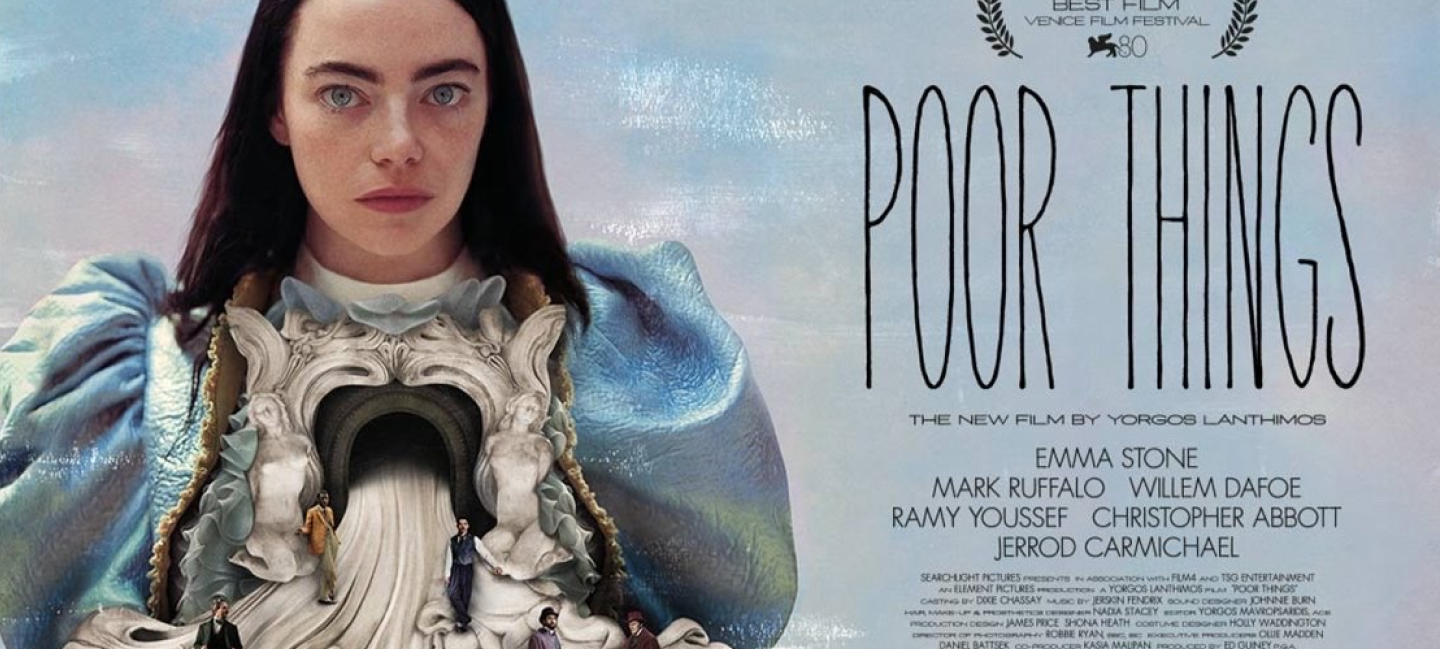 BEST FILM
VENICE FILM FESTIVAL
80
POOR THINGS
THE NEW FILM BY YORGOS LANTHIMOS
EMMA STONE
MARK RUFFALO WILLEM DAFOE
RAMY YOUSSEF CHRISTOPHER ABBOTT
JERROD CARMICHAEL
SEARCHLIGHT PICTURES PRESENTS IN ASSOCIATION WITH FILM4 AND TSG ENTERTAINMENT
AN ELEMENT PICTURES PRODUCTION A YORGOS LANTHIMOS FILM "POOR THINGS"
CASTING BY DIXIE CHASSAY MUSIC BY JERSKIN FENDRIX SOUND DESIGNER JOHNNIE BURN
HAIR, MAKE-UP & PROSTHETICS DESIGNER NADIA STACEY EDITOR YORGOS MAVROPSARIDIS, ACE
PRODUCTION DESIGN JAMES PRICE SHONA HEATH COSTUME DESIGNER HOLLY WADDINGTON
DIRECTOR OF PHOTOGRAPHY ROBBIE RYAN, BSC, ISC EXECUTIVE PRODUCERS OLLIE MADDEN
DANIEL BATTSEK CO-PRODUCER KASIA MALIPAN PRODUCED BY ED GUINEY P.G.A.